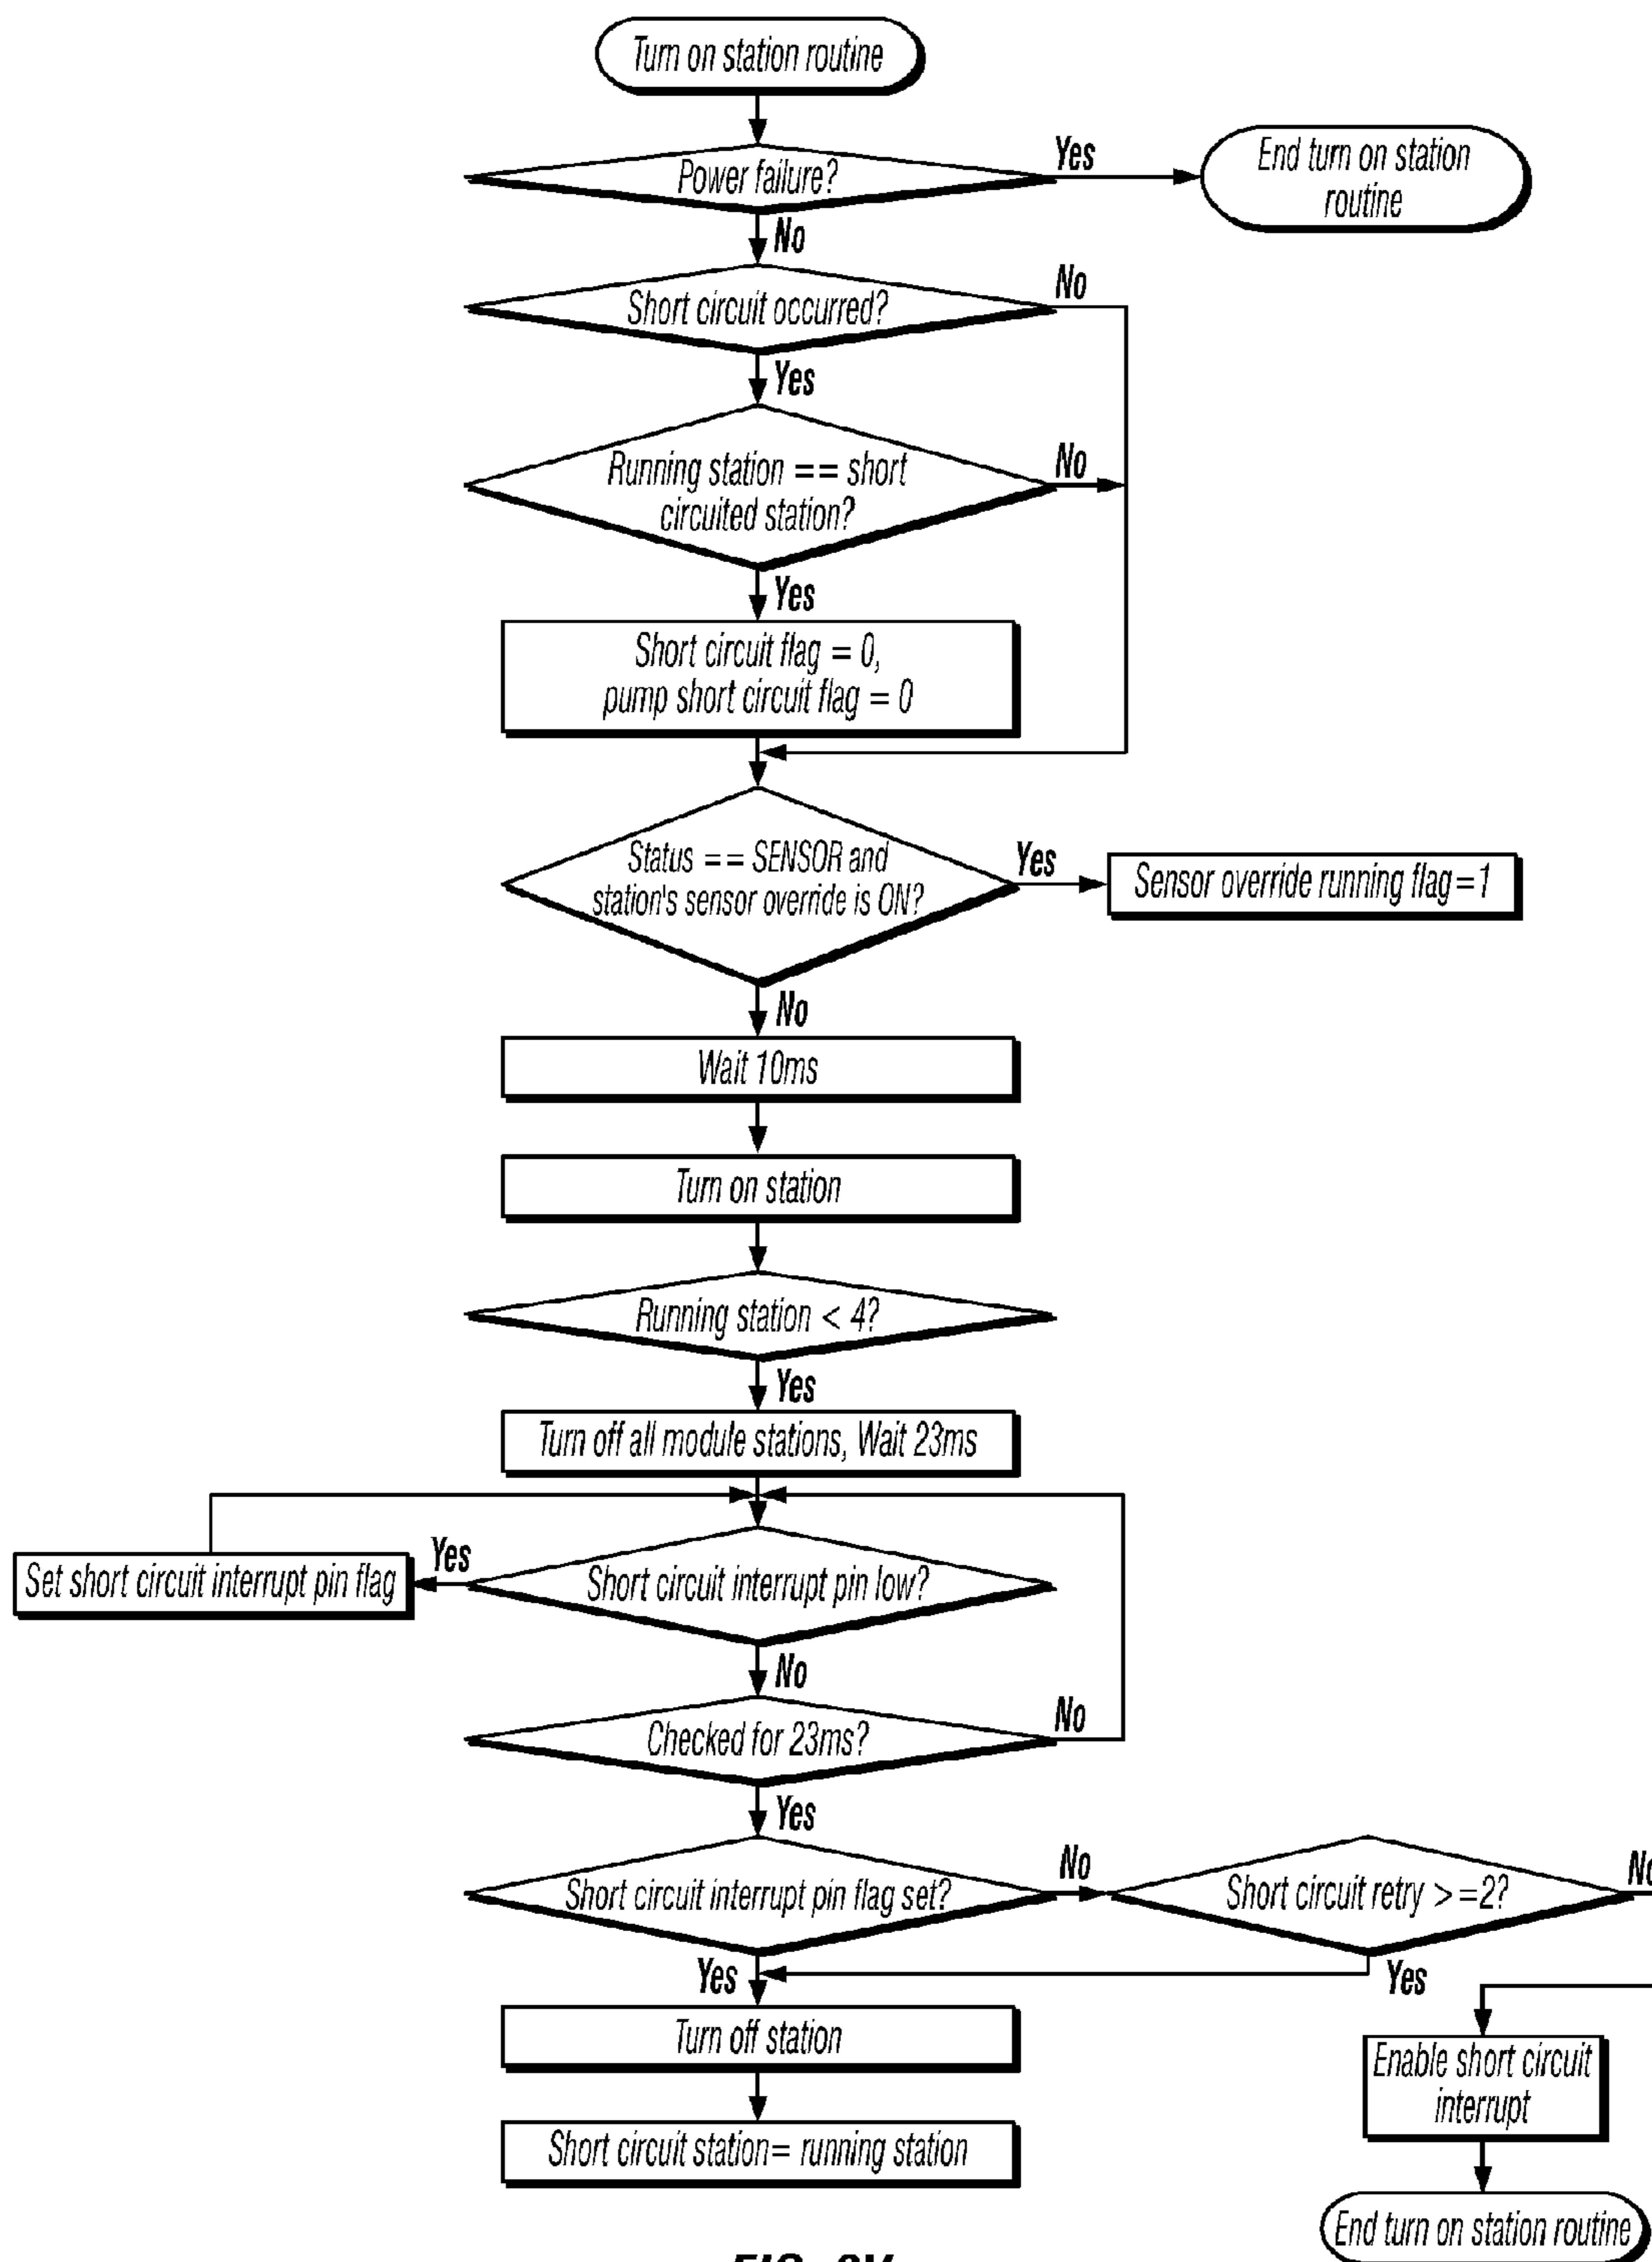 Turn on station routine
Power failure?
Yes
End turn on station
routine
No
Short circuit occurred?
No
Yes
Running station == short
circuited station?
No
Yes
Short circuit flag = 0,
pump short circuit flag = 0
Status == SENSOR and
station's sensor override is ON?
Yes
Sensor override running flag=1
No
Wait 10ms
Turn on station
Running station < 4?
Yes
Turn off all module stations, Wait 23ms
Short circuit interrupt pin low?
Yes
Set short circuit interrupt pin flag
No
Checked for 23ms?
No
Yes
Short circuit interrupt pin flag set?
No
Short circuit retry >=2?
No
Yes
Yes
Turn off station
Enable short circuit
interrupt
Short circuit station= running station
End turn on station routine